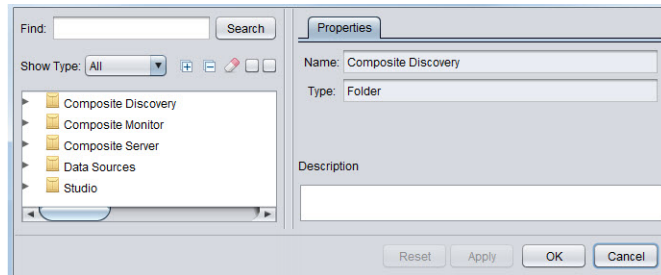 Find:
Search
Show Type: All
Composite Discovery
Composite Monitor
Composite Server
Data Sources
Studio
Properties
Name: Composite Discovery
Type: Folder
Description
Reset Apply OK Cancel